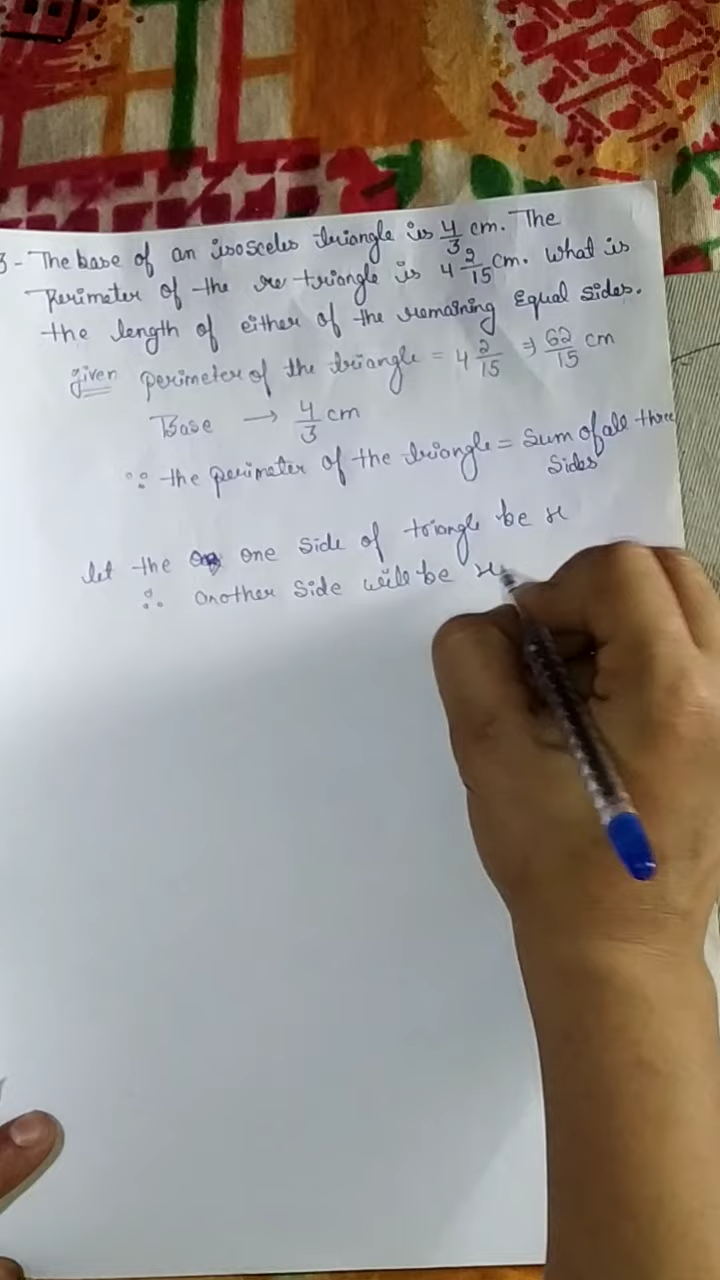 3- The base of an isosceles triangle is 4/3 cm. The
Perimeter of the triangle is 4 2/15 cm. What is
the length of either of the remaining Equal Sides.
given perimeter of the triangle = 4 2/15 ⇒ 62/15 cm
Base → 4/3 cm
∵ the perimeter of the triangle = Sum of all three
Sides
let the one side of triangle be x
∴ another side will be x